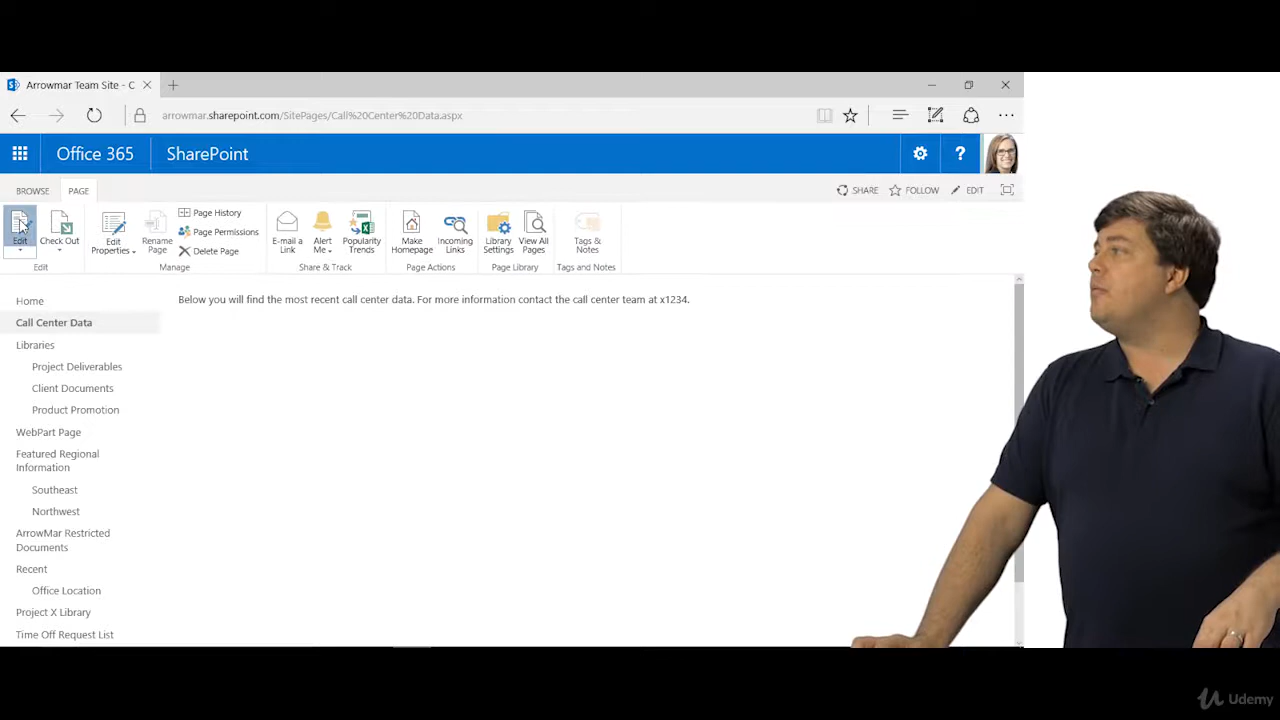 Arrowmar Team Site - C
arrowmar.sharepoint.com/SitePages/Call%20Center%20Data.aspx
Office 365
SharePoint
BROWSE
PAGE
SHARE
FOLLOW
EDIT
Edit
Check Out
Edit
Properties
Rename
Page
Page History
Page Permissions
Delete Page
E-mail a
Link
Alert
Me
Popularity
Trends
Make
Homepage
Incoming
Links
Library
Settings
View All
Pages
Tags &
Notes
Edit
Manage
Share & Track
Page Actions
Page Library
Tags and Notes
Home
Call Center Data
Libraries
Project Deliverables
Client Documents
Product Promotion
WebPart Page
Featured Regional
Information
Southeast
Northwest
ArrowMar Restricted
Documents
Recent
Office Location
Project X Library
Time Off Request List
Below you will find the most recent call center data. For more information contact the call center team at x1234.
Udemy